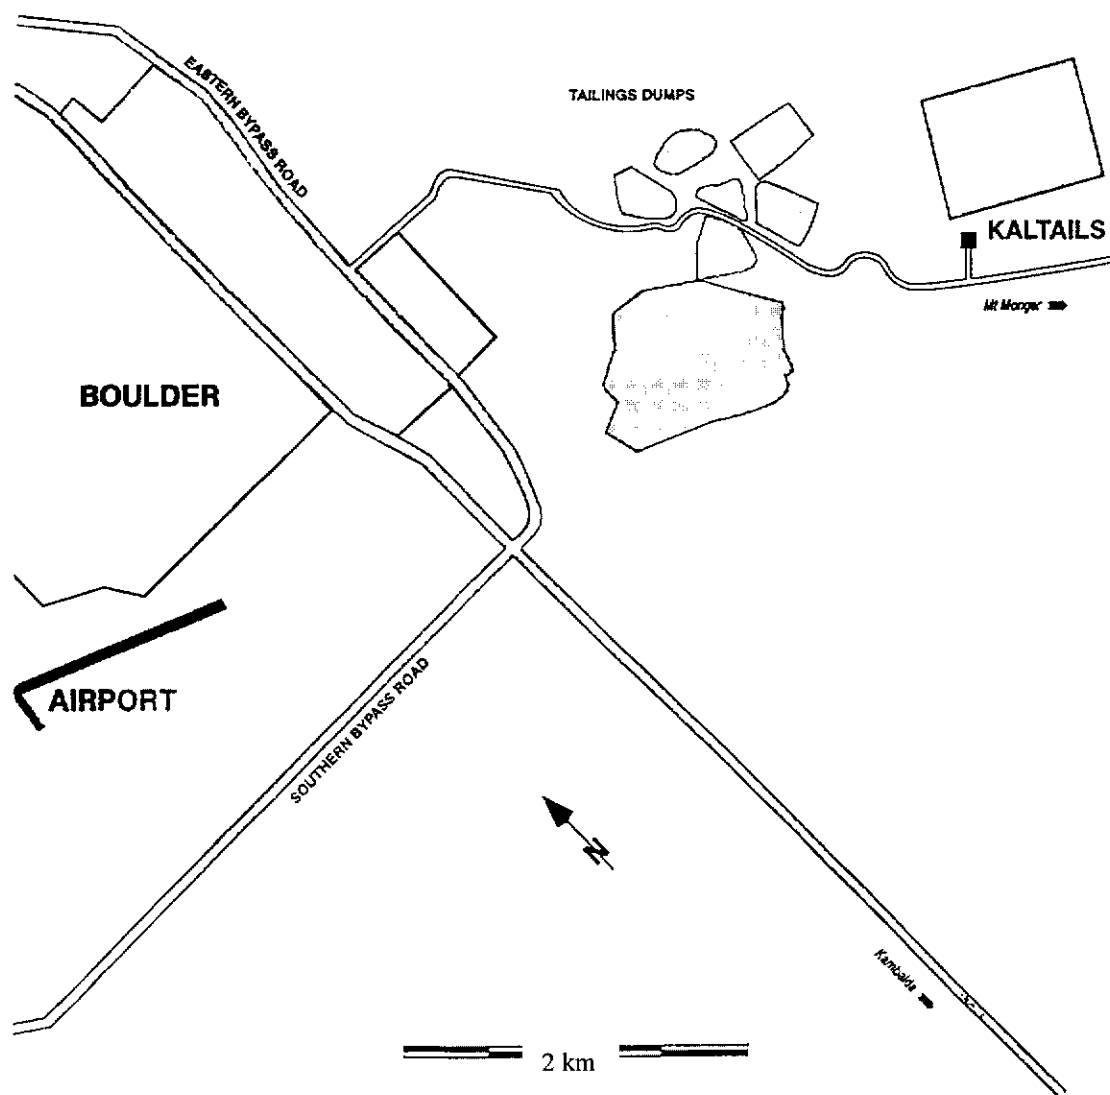 EASTERN BYPASS ROAD
TAILINGS DUMPS
KALTAILS
Mt Monger
BOULDER
AIRPORT
SOUTHERN BYPASS ROAD
N
Kambalda
2 km